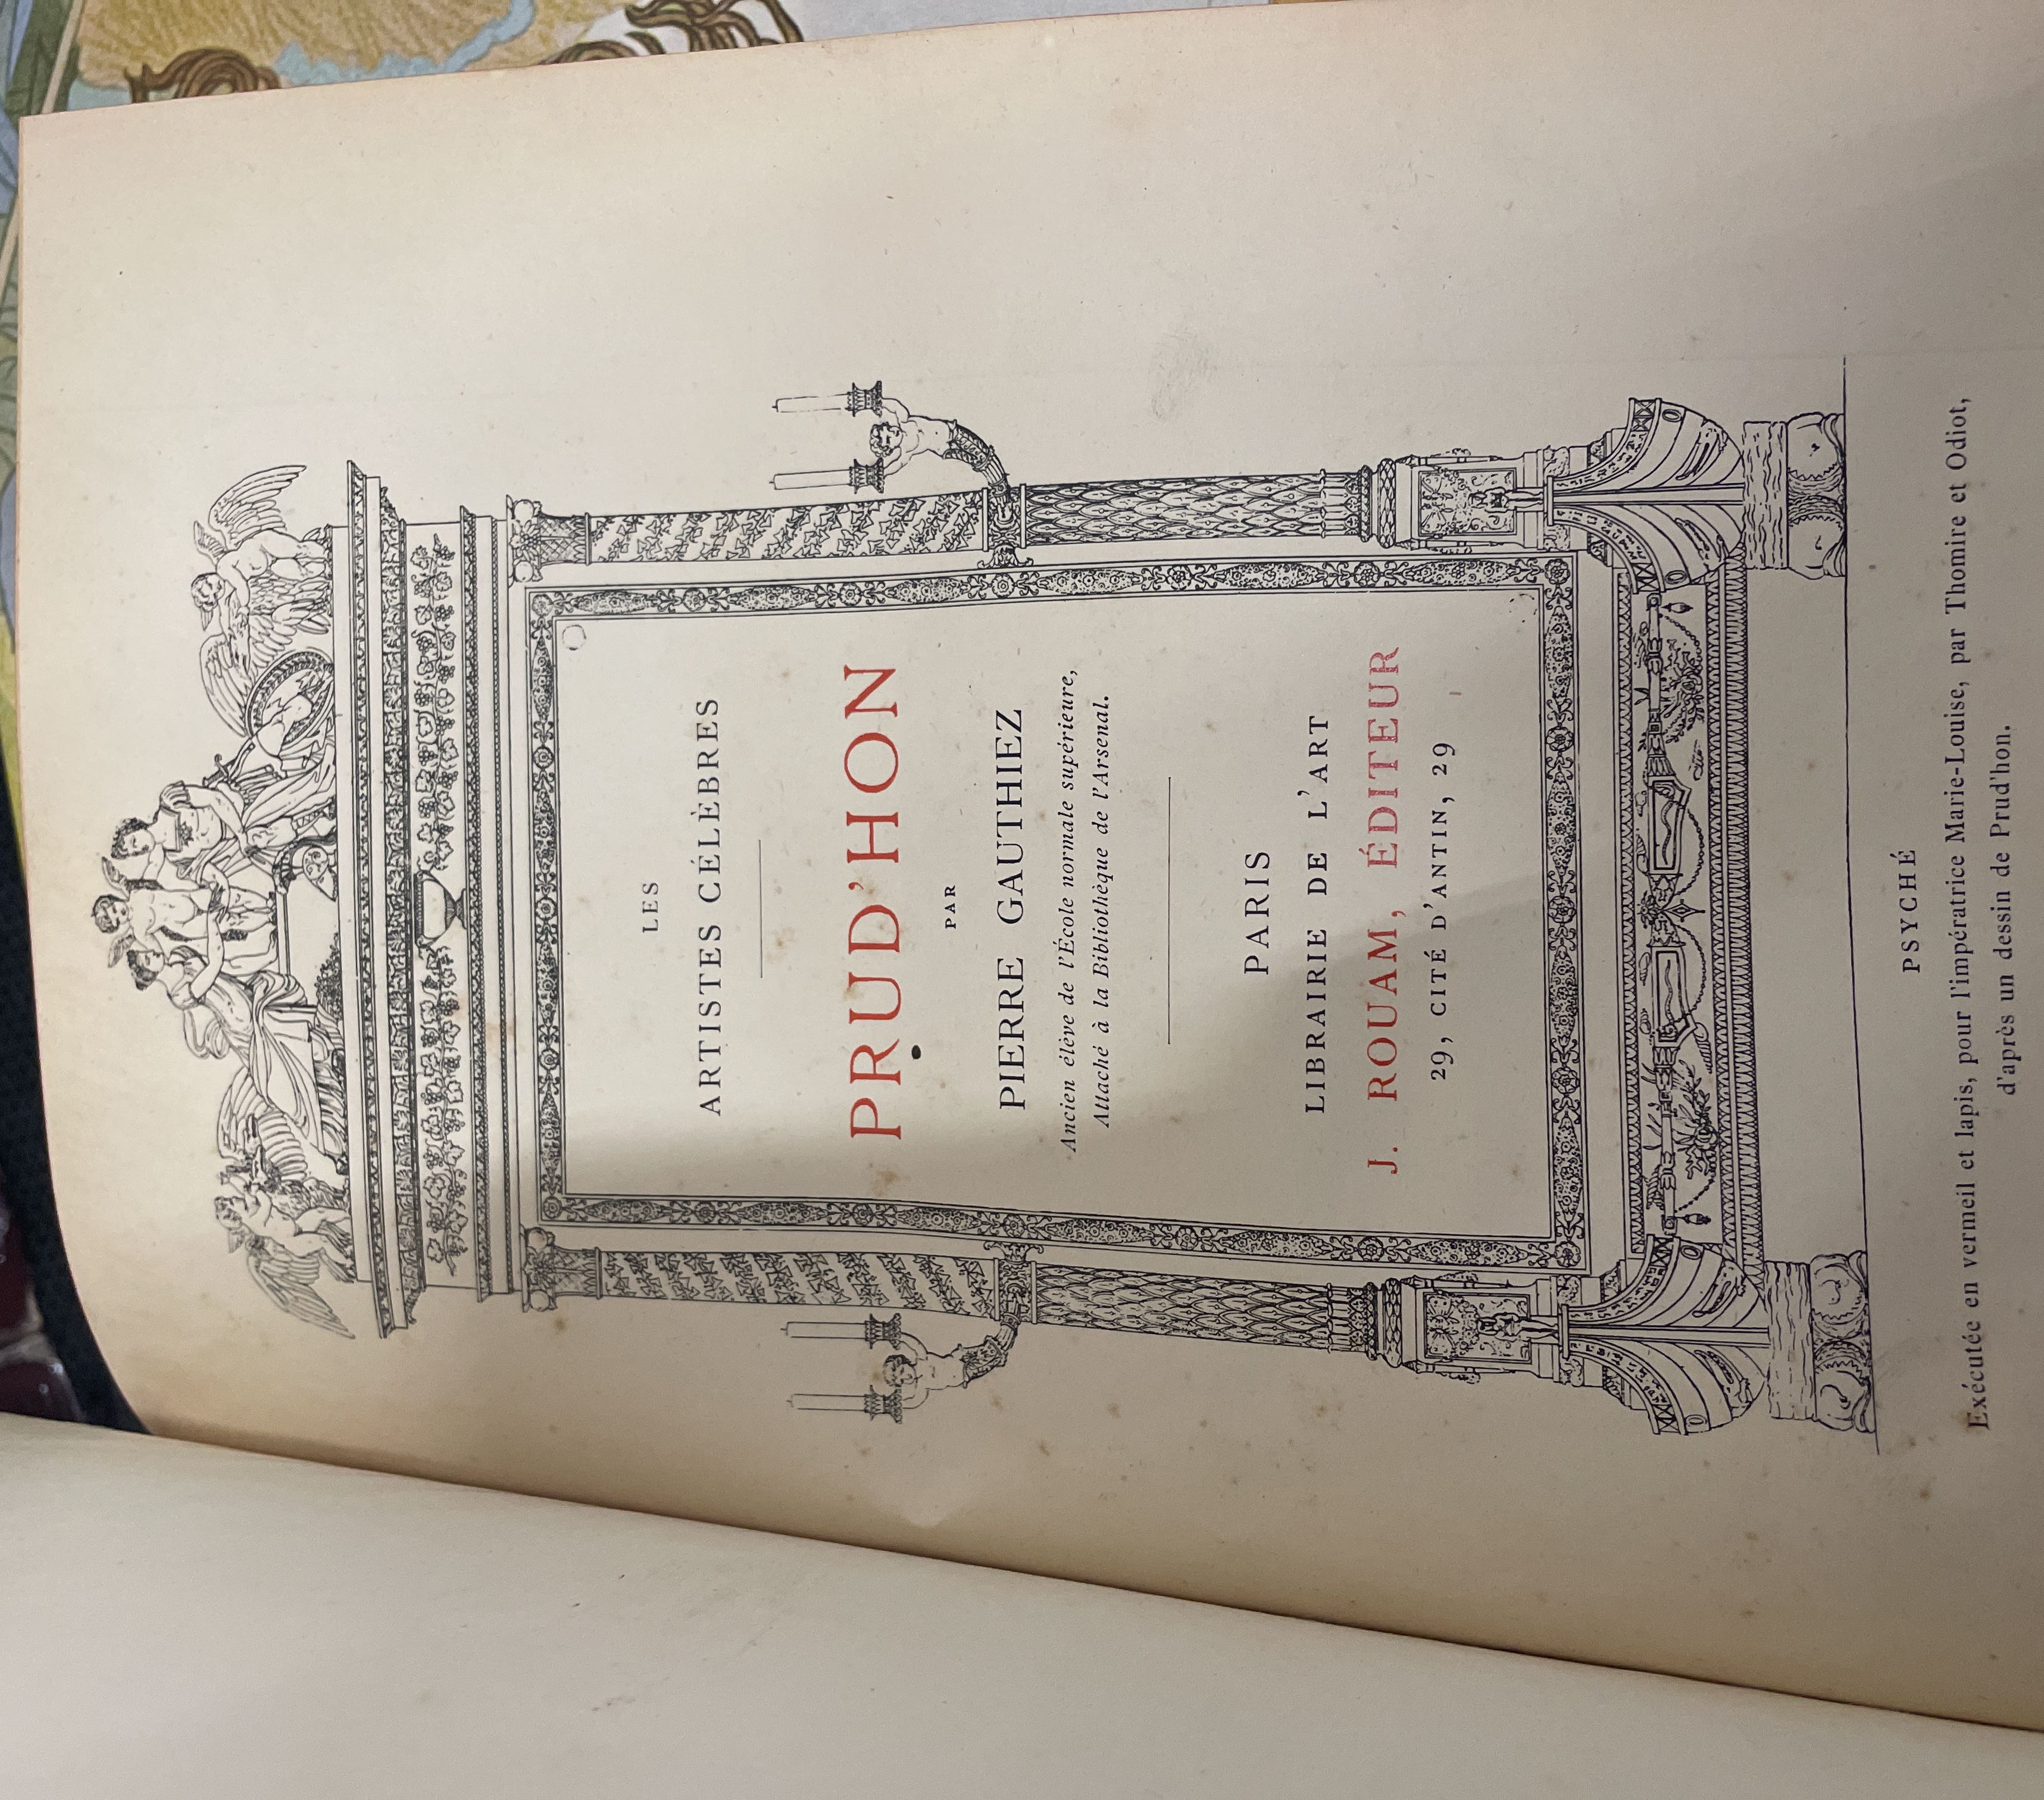 LES
ARTISTES CÉLÈBRES
PRUD'HON
PAR
PIERRE GAUTHIEZ
Ancien élève de l'École normale supérieure,
Attaché à la Bibliothèque de l'Arsenal.
PARIS
LIBRAIRIE DE L'ART
J. ROUAM, ÉDITEUR
29, CITÉ D'ANTIN, 29
PSYCHÉ
Exécutée en vermeil et lapis, pour l'impératrice Marie-Louise, par Thomire et Odiot,
d'après un dessin de Prud'hon.